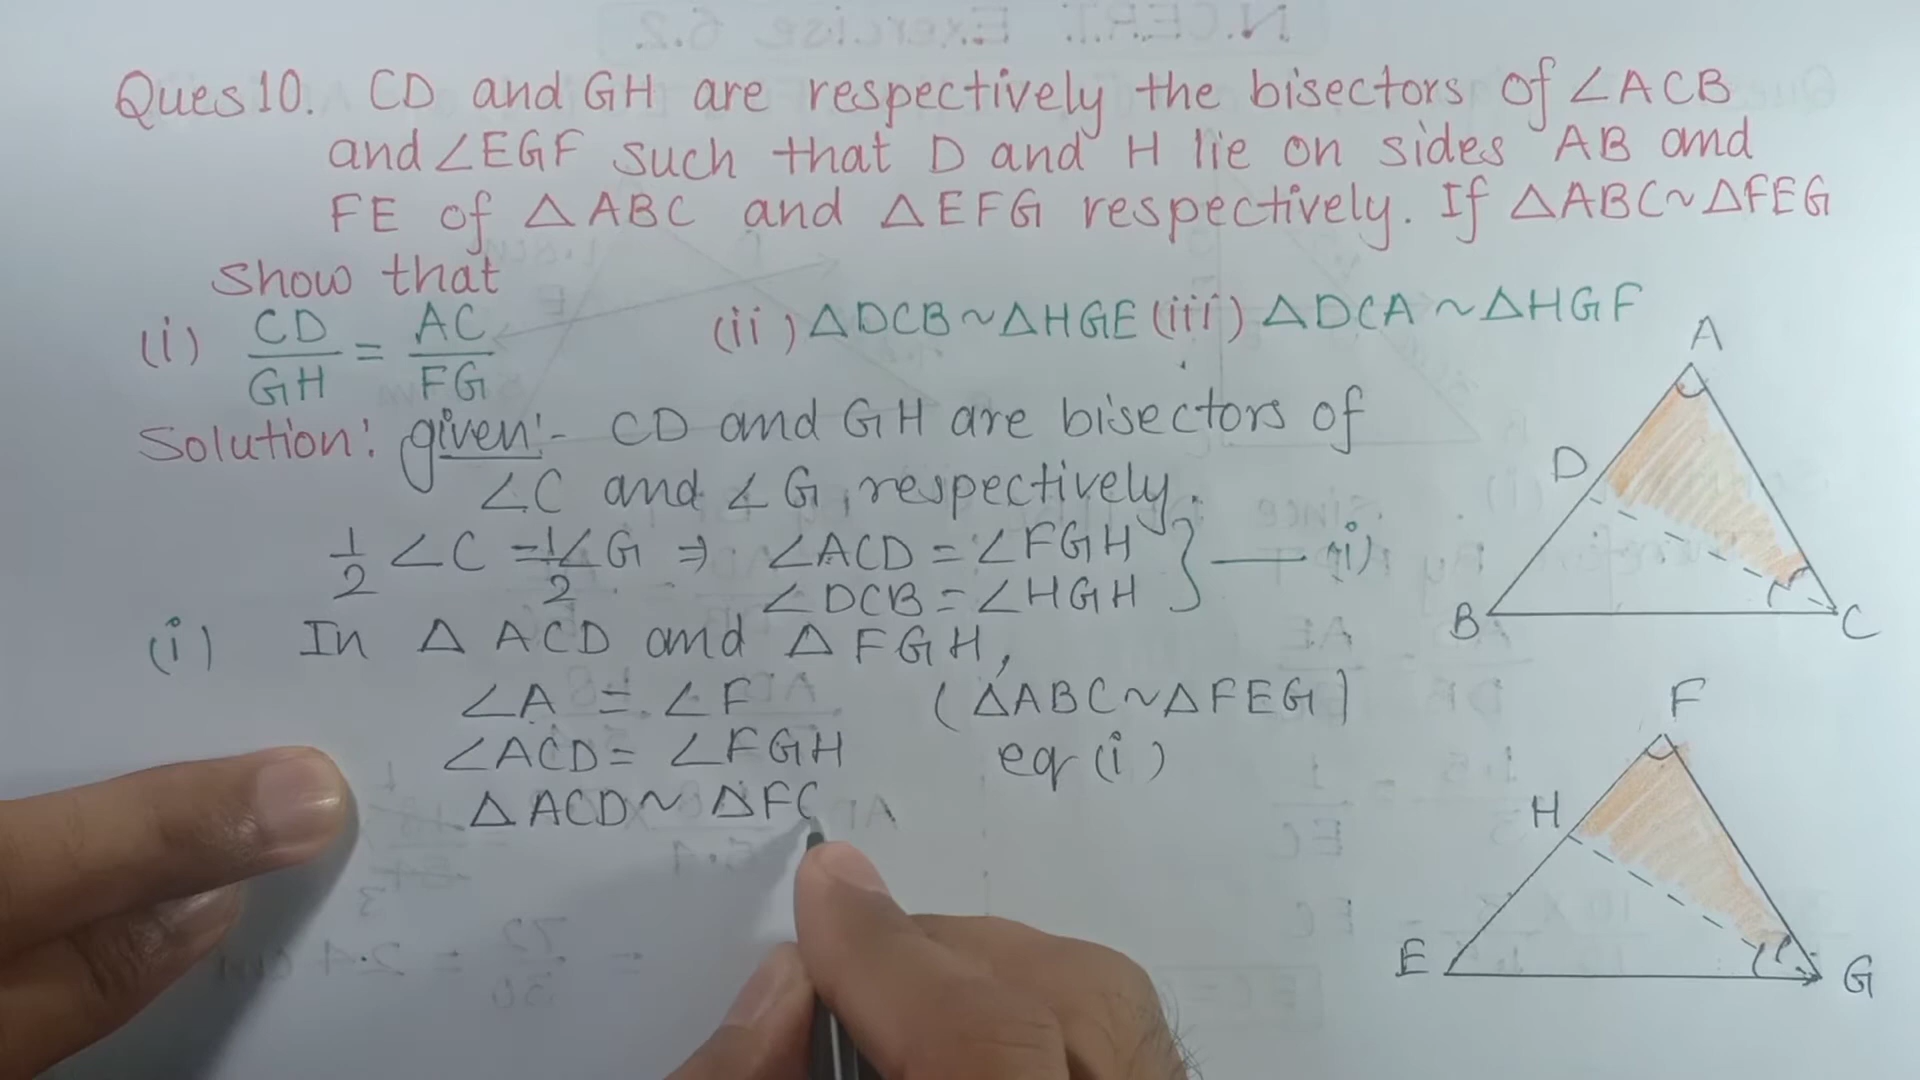 Ques 10. CD and GH are respectively the bisectors of ∠ACB
and ∠EGF such that D and H lie on sides AB and
FE of △ABC and △EFG respectively. If △ABC ~ △FEG
Show that
(i) CD/GH = AC/FG (ii) △DCB ~ △HGE (iii) △DCA ~ △HGF
Solution: given:- CD and GH are bisectors of
∠C and ∠G, respectively.
1/2 ∠C = 1/2 ∠G ⇒ ∠ACD = ∠FGH
∠DCB = ∠HGH } — (i)
(i) In △ ACD and △ FGH,
∠A = ∠F (△ABC ~ △FEG)
∠ACD = ∠FGH eq (i)
△ACD ~ △FC
A
D
B
C
F
H
E
G